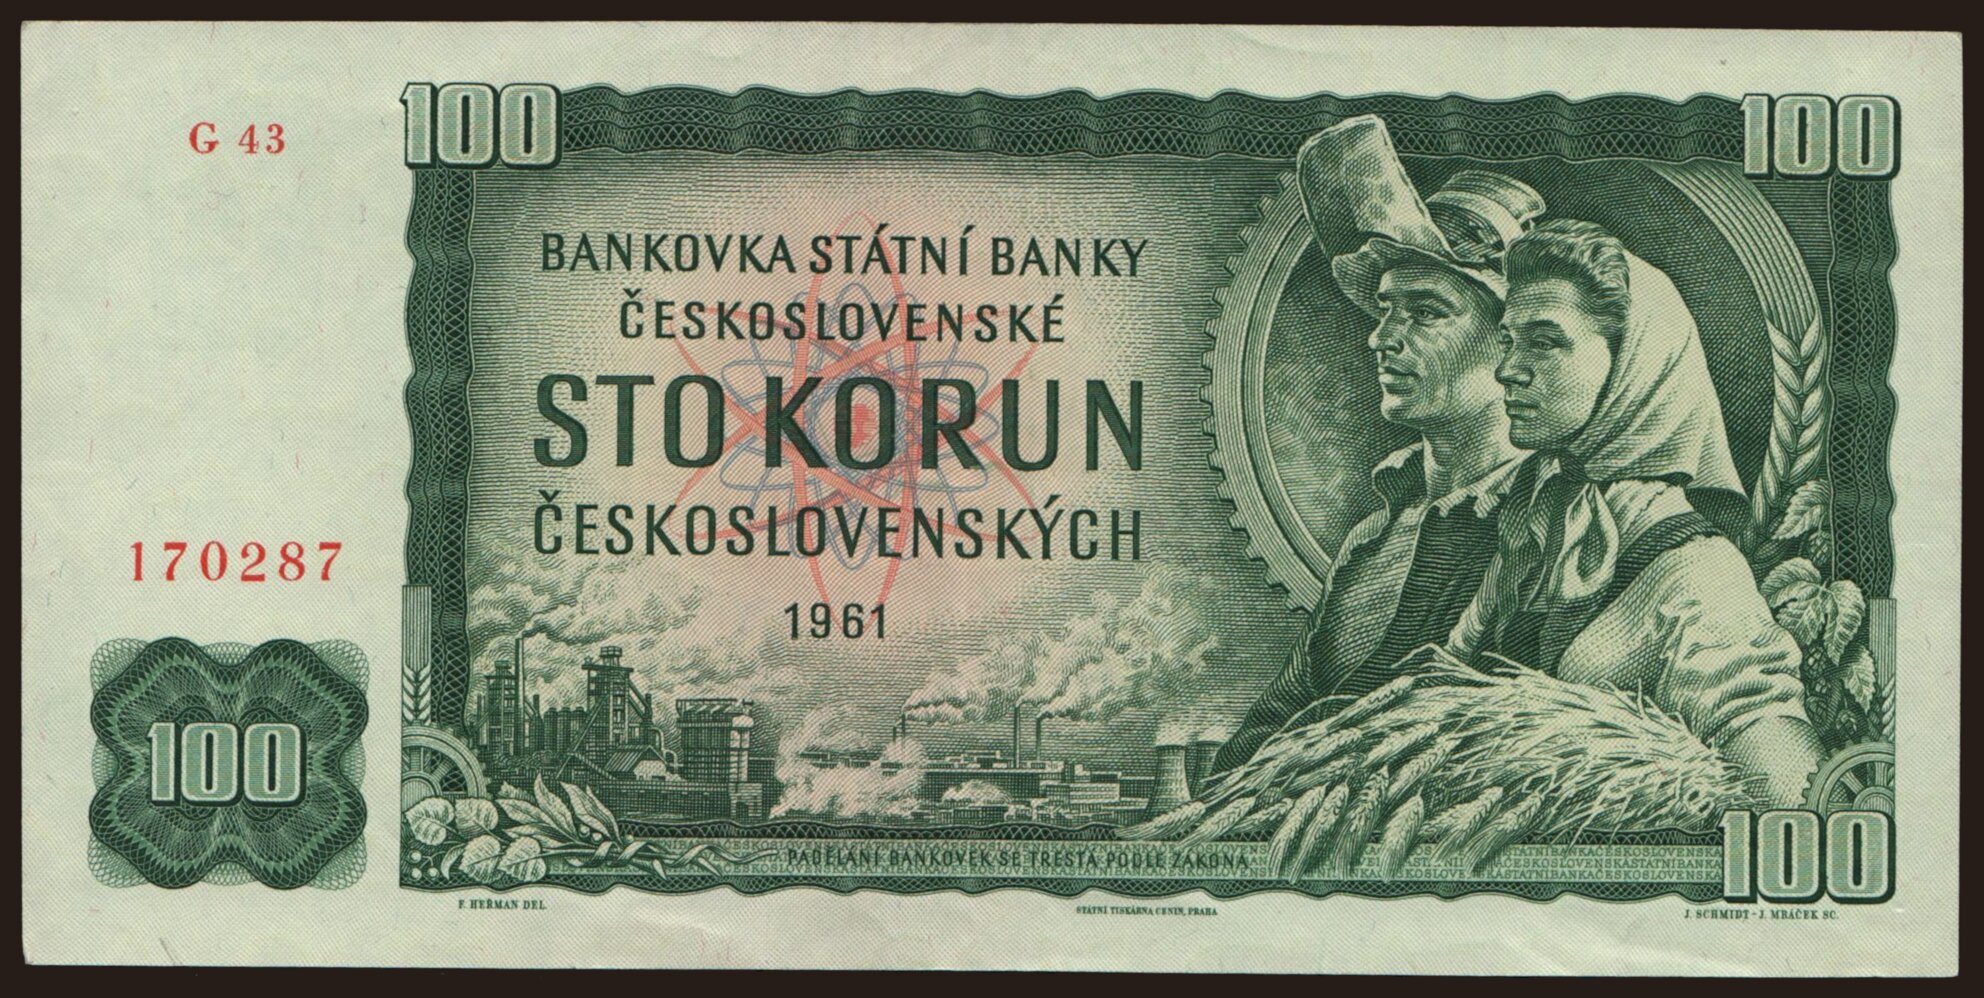 100
100
G 43
BANKOVKA STÁTNÍ BANKY
ČESKOSLOVENSKÉ
STO KORUN
ČESKOSLOVENSKÝCH
170287
1961
100
PADĚLÁNÍ BANKOVEK SE TRESTÁ PODLE ZÁKONA
100
F. HEŘMAN DEL.
STÁTNÍ TISKÁRNA CENIN, PRAHA
J. SCHMIDT - J. MRÁČEK SC.